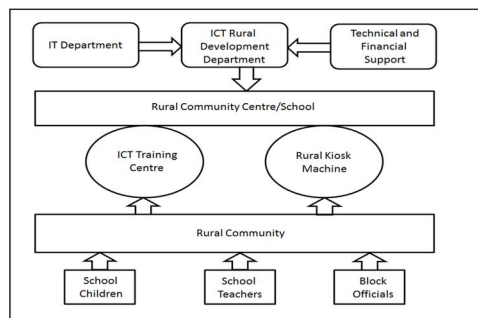 IT Department
ICT Rural
Development
Department
Technical and
Financial
Support
Rural Community Centre/School
ICT Training
Centre
Rural Kiosk
Machine
Rural Community
School
Children
School
Teachers
Block
Officials